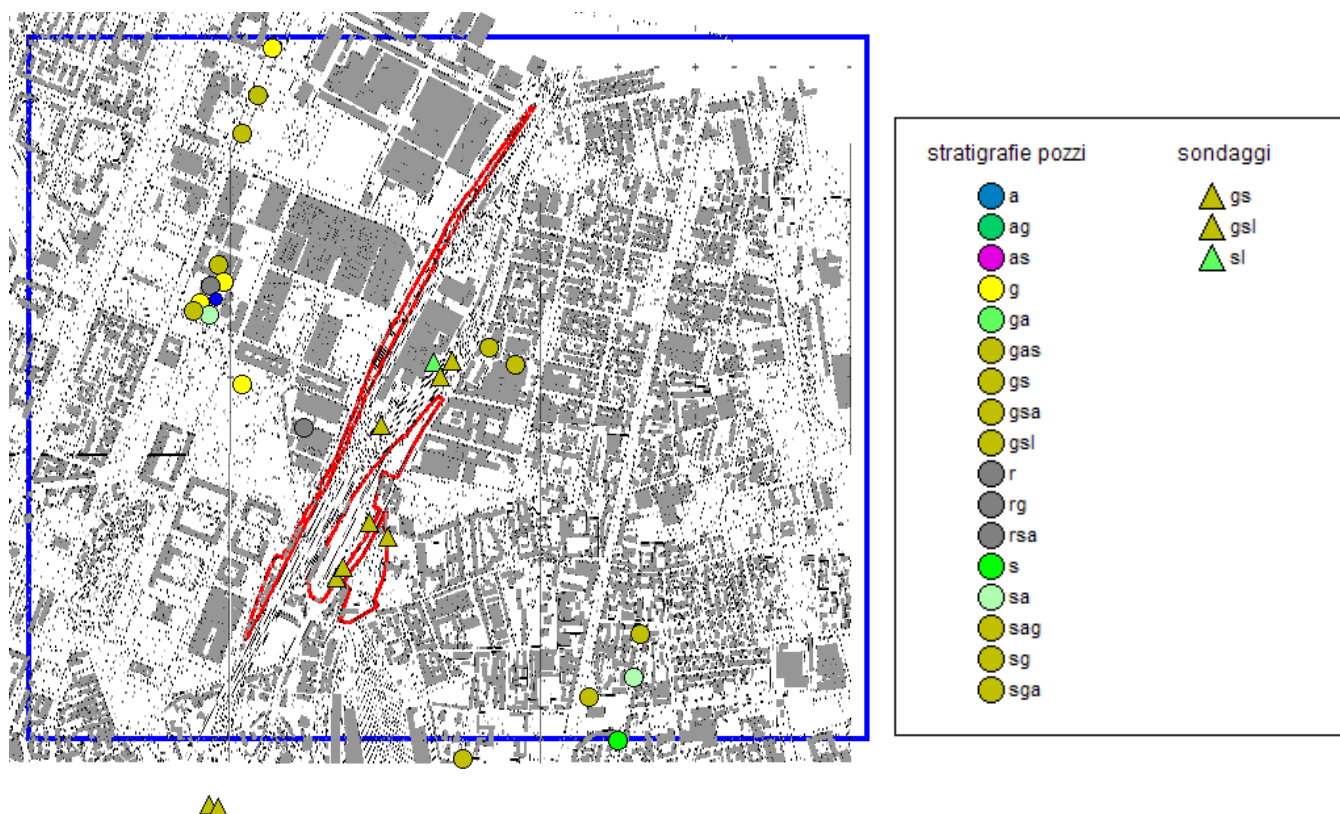 stratigrafie pozzi
a
ag
as
g
ga
gas
gs
gsa
gsl
r
rg
rsa
s
sa
sag
sg
sga
sondaggi
gs
gsl
sl